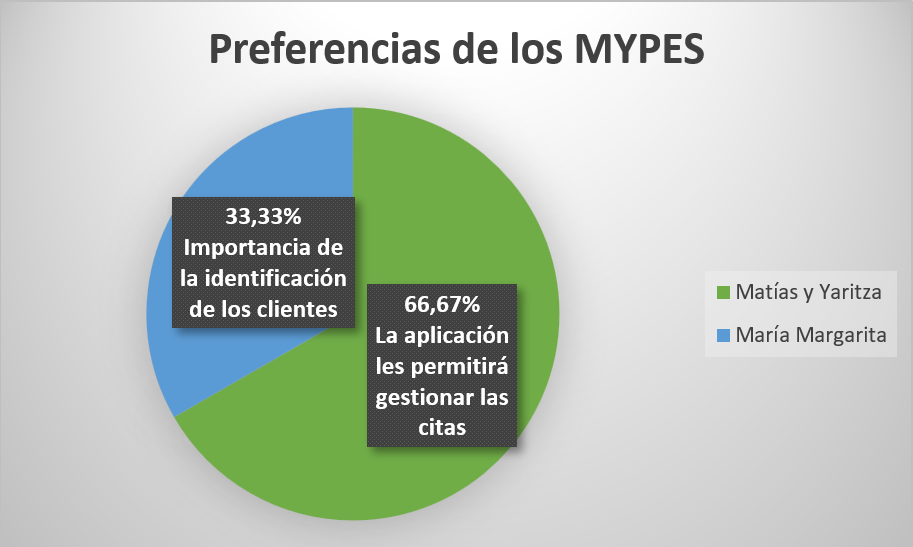 Preferencias de los MYPES
33,33%
Importancia de
la identificación
de los clientes
66,67%
La aplicación
les permitirá
gestionar las
citas
Matías y Yaritza
María Margarita